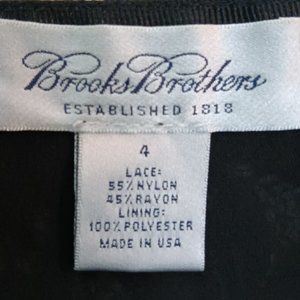 Brooks Brothers
ESTABLISHED 1818
4
LACE:
55% NYLON
45% RAYON
LINING:
100% POLYESTER
MADE IN USA